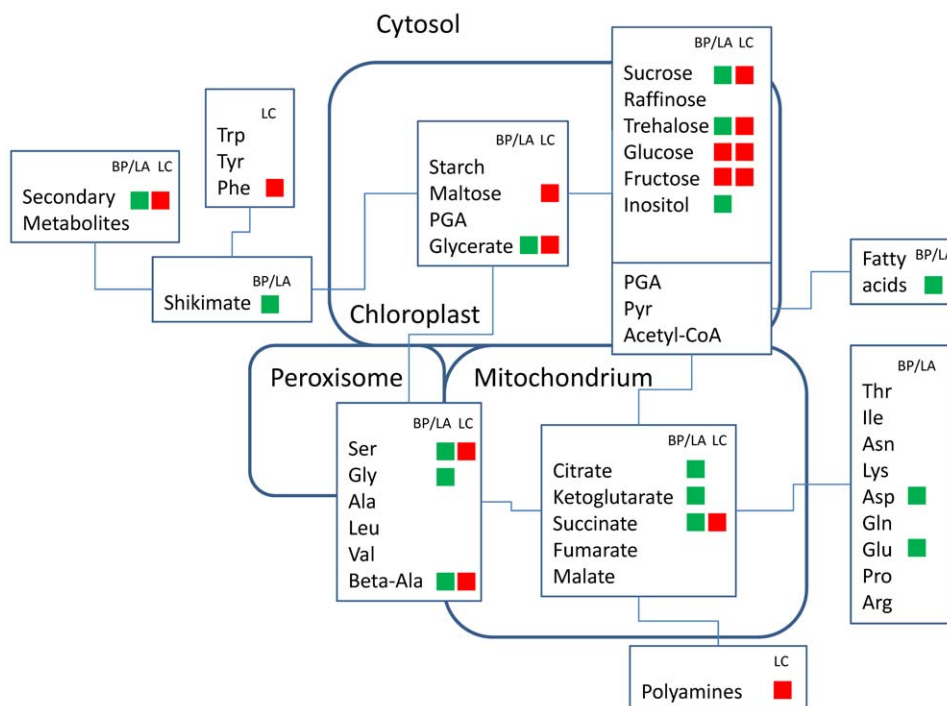 Cytosol
BP/LA LC
Sucrose
Raffinose
Trehalose
Glucose
Fructose
Inositol
PGA
Pyr
Acetyl-CoA
LC
Trp
Tyr
Phe
BP/LA LC
Secondary
Metabolites
BP/LA
Shikimate
BP/LA LC
Starch
Maltose
PGA
Glycerate
Chloroplast
Fatty BP/LA
acids
Peroxisome
Mitochondrium
BP/LA LC
Ser
Gly
Ala
Leu
Val
Beta-Ala
BP/LA LC
Citrate
Ketoglutarate
Succinate
Fumarate
Malate
BP/LA
Thr
Ile
Asn
Lys
Asp
Gln
Glu
Pro
Arg
LC
Polyamines